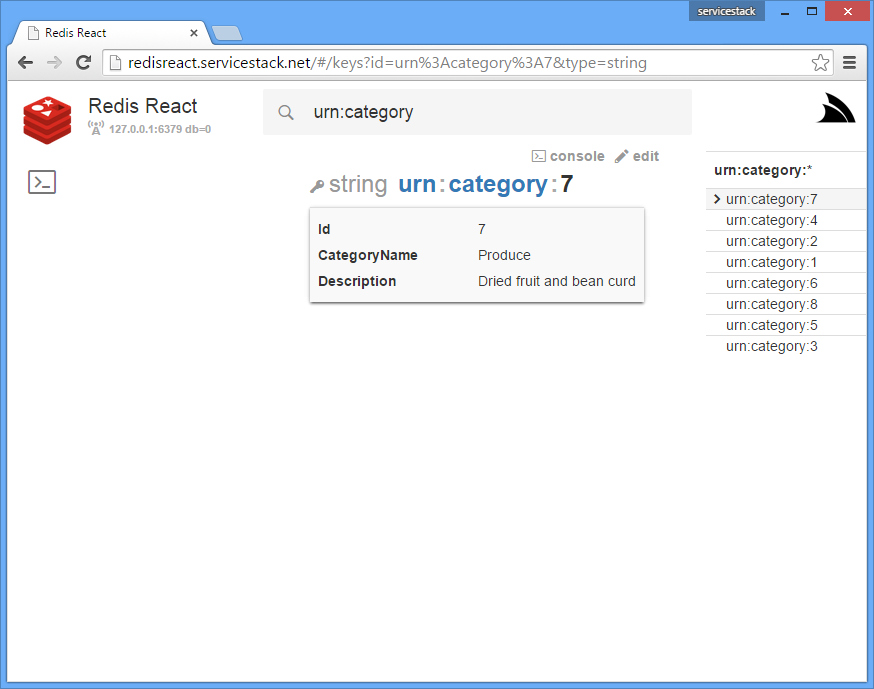 servicestack
Redis React
redisreact.servicestack.net/#/keys?id=urn%3Acategory%3A7&type=string
Redis React
127.0.0.1:6379 db=0
urn:category
console edit
string urn:category:7
Id 7
CategoryName Produce
Description Dried fruit and bean curd
urn:category:*
urn:category:7
urn:category:4
urn:category:2
urn:category:1
urn:category:6
urn:category:8
urn:category:5
urn:category:3